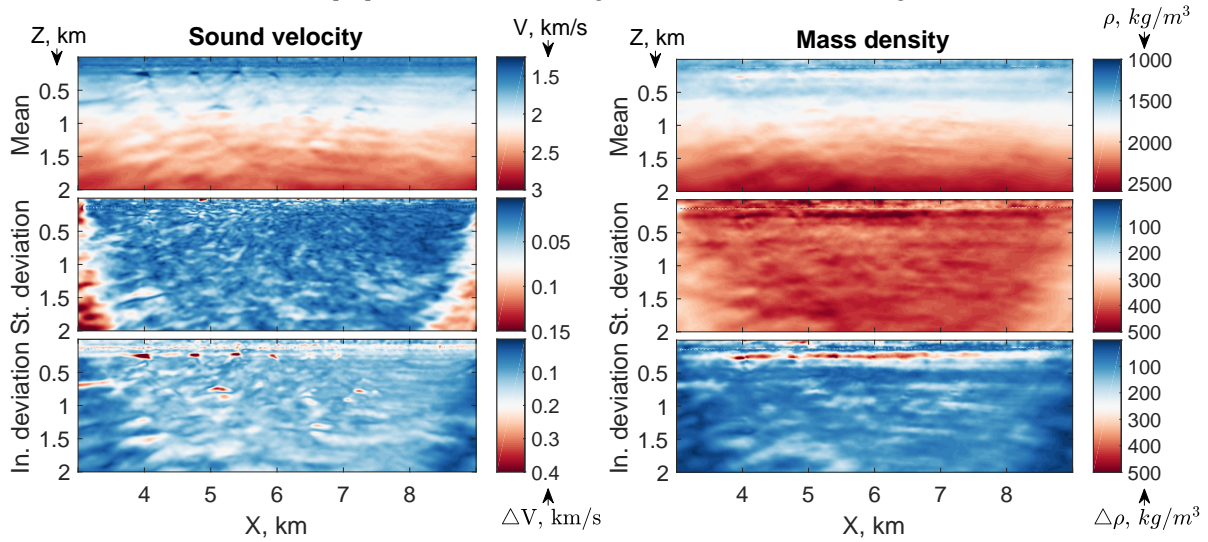 Z, km
Sound velocity
V, km/s
Z, km
Mass density
ρ, kg/m³
Mean
0.5
1
1.5
2
1.5
2
2.5
3
Mean
0.5
1
1.5
2
1000
1500
2000
2500
St. deviation
0.5
1
1.5
2
0.05
0.1
0.15
St. deviation
0.5
1
1.5
2
100
200
300
400
500
In. deviation
0.5
1
1.5
2
0.1
0.2
0.3
0.4
In. deviation
0.5
1
1.5
2
100
200
300
400
500
4 5 6 7 8
X, km
△V, km/s
4 5 6 7 8
X, km
△ρ, kg/m³